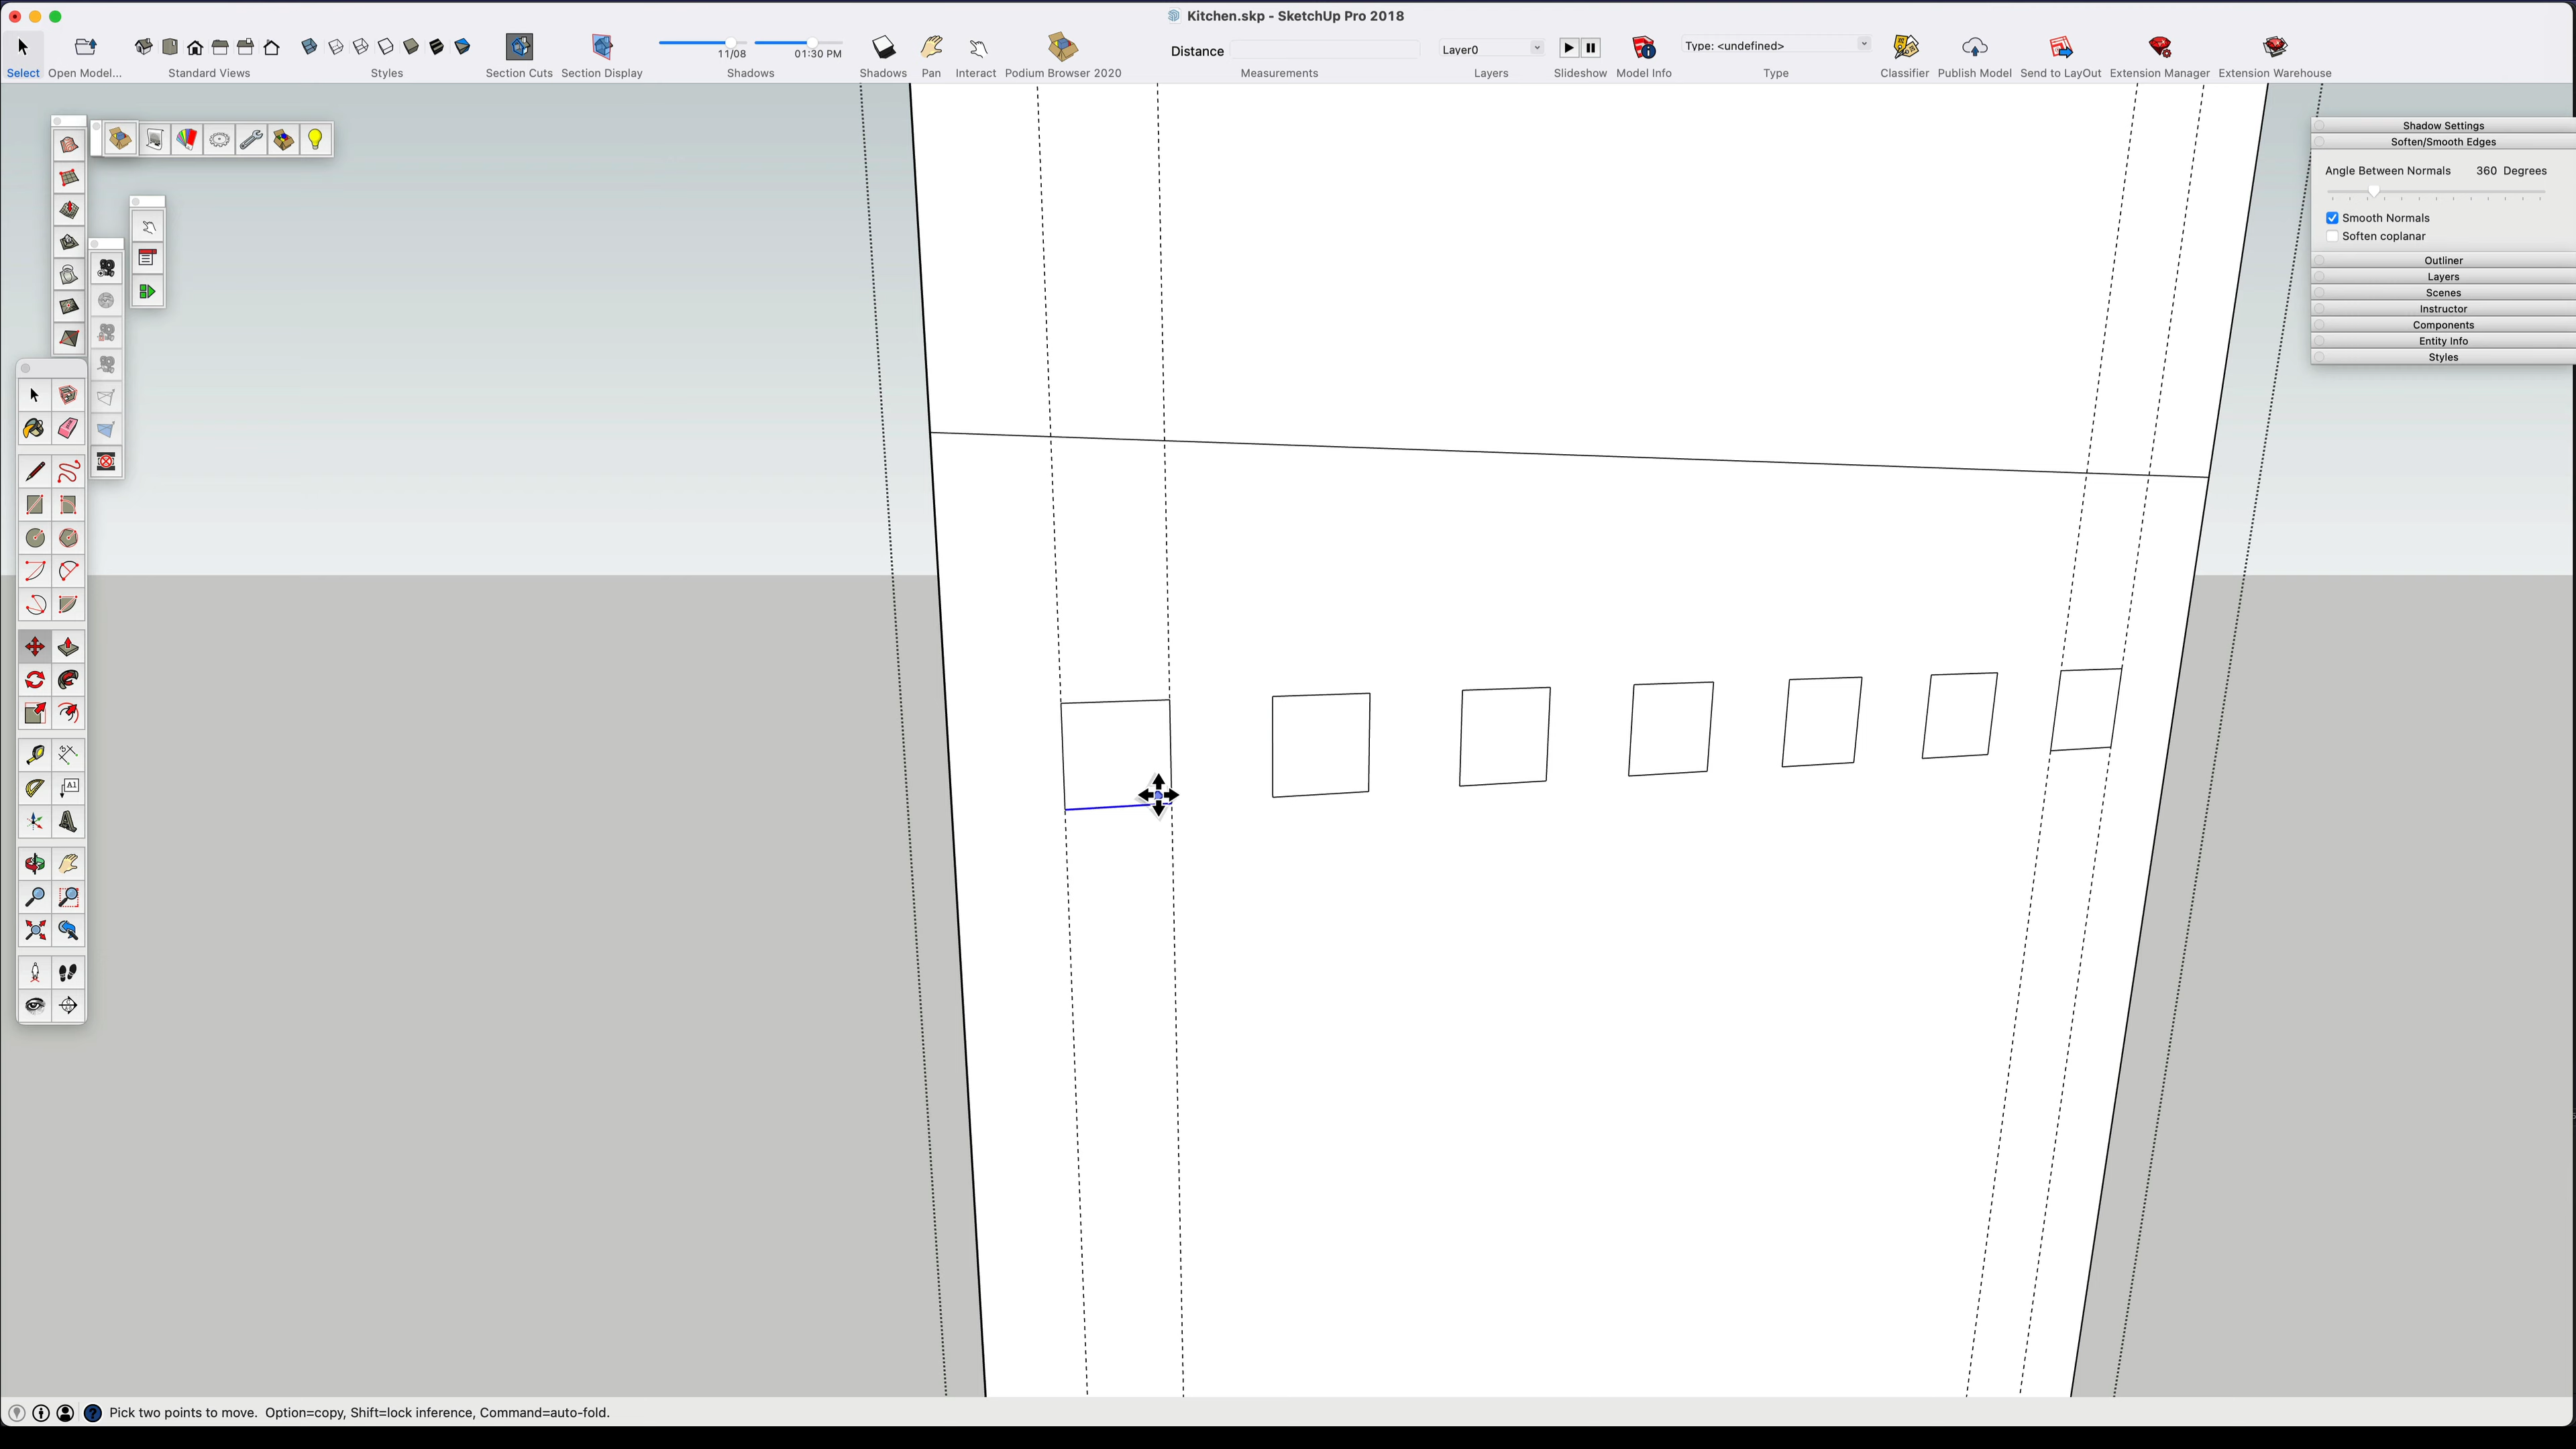 Kitchen.skp - SketchUp Pro 2018
Distance
Layer0
Type: <undefined>
11/08
01:30 PM
Select
Open Model...
Standard Views
Styles
Section Cuts
Section Display
Shadows
Shadows
Pan
Interact
Podium Browser 2020
Measurements
Layers
Slideshow
Model Info
Type
Classifier
Publish Model
Send to LayOut
Extension Manager
Extension Warehouse
Shadow Settings
Soften/Smooth Edges
Angle Between Normals 360 Degrees
Smooth Normals
Soften coplanar
Outliner
Layers
Scenes
Instructor
Components
Entity Info
Styles
A1
Pick two points to move. Option=copy, Shift=lock inference, Command=auto-fold.